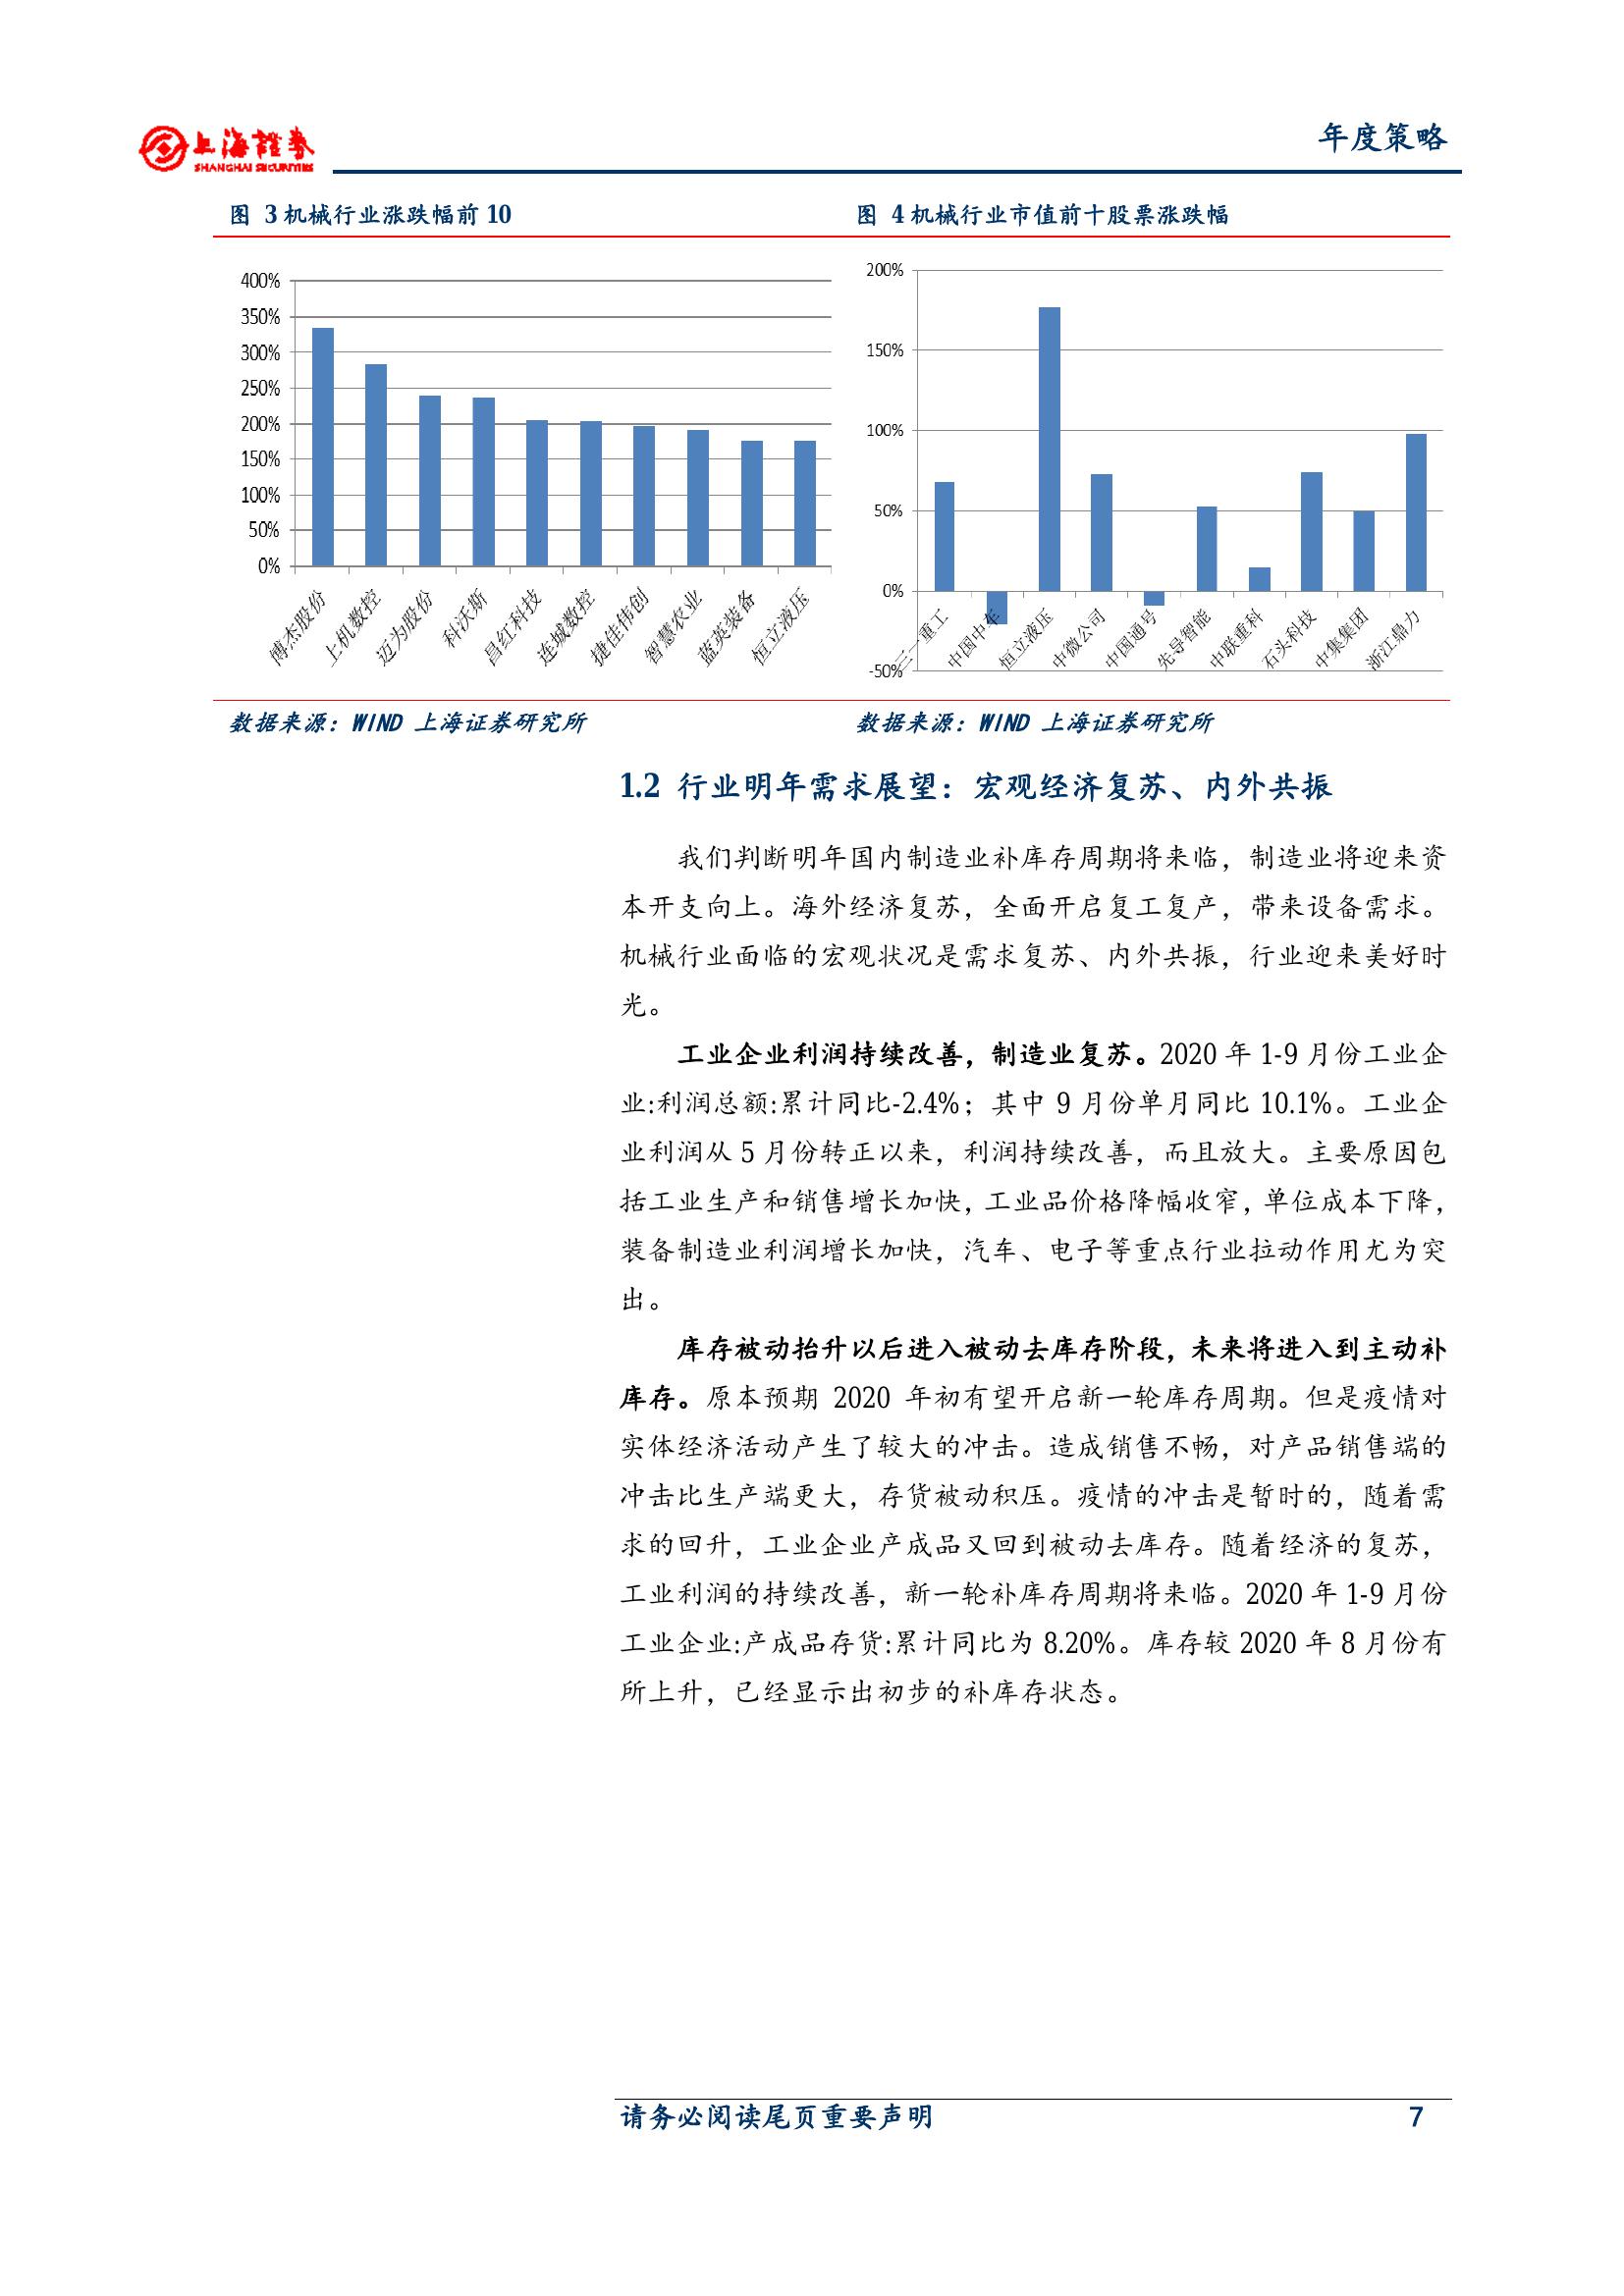 上海證券
SHANGHAI SECURITIES
年度策略
图 3 机械行业涨跌幅前 10
图 4 机械行业市值前十股票涨跌幅
400%
350%
300%
250%
200%
150%
100%
50%
0%
博杰股份
上机数控
迈为股份
科沃斯
昌红科技
连城数控
捷佳伟创
智慧农业
蓝英装备
恒立液压
200%
150%
100%
50%
0%
-50%
三一重工
中国中车
恒立液压
中微公司
中国通号
先导智能
中联重科
石头科技
中集集团
浙江鼎力
数据来源：WIND 上海证券研究所
数据来源：WIND 上海证券研究所
1.2 行业明年需求展望：宏观经济复苏、内外共振
我们判断明年国内制造业补库存周期将来临，制造业将迎来资
本开支向上。海外经济复苏，全面开启复工复产，带来设备需求。
机械行业面临的宏观状况是需求复苏、内外共振，行业迎来美好时
光。
工业企业利润持续改善，制造业复苏。2020 年 1-9 月份工业企
业:利润总额:累计同比-2.4%；其中 9 月份单月同比 10.1%。工业企
业利润从 5 月份转正以来，利润持续改善，而且放大。主要原因包
括工业生产和销售增长加快，工业品价格降幅收窄，单位成本下降，
装备制造业利润增长加快，汽车、电子等重点行业拉动作用尤为突
出。
库存被动抬升以后进入被动去库存阶段，未来将进入到主动补
库存。原本预期 2020 年初有望开启新一轮库存周期。但是疫情对
实体经济活动产生了较大的冲击。造成销售不畅，对产品销售端的
冲击比生产端更大，存货被动积压。疫情的冲击是暂时的，随着需
求的回升，工业企业产成品又回到被动去库存。随着经济的复苏，
工业利润的持续改善，新一轮补库存周期将来临。2020 年 1-9 月份
工业企业:产成品存货:累计同比为 8.20%。库存较 2020 年 8 月份有
所上升，已经显示出初步的补库存状态。
请务必阅读尾页重要声明
7